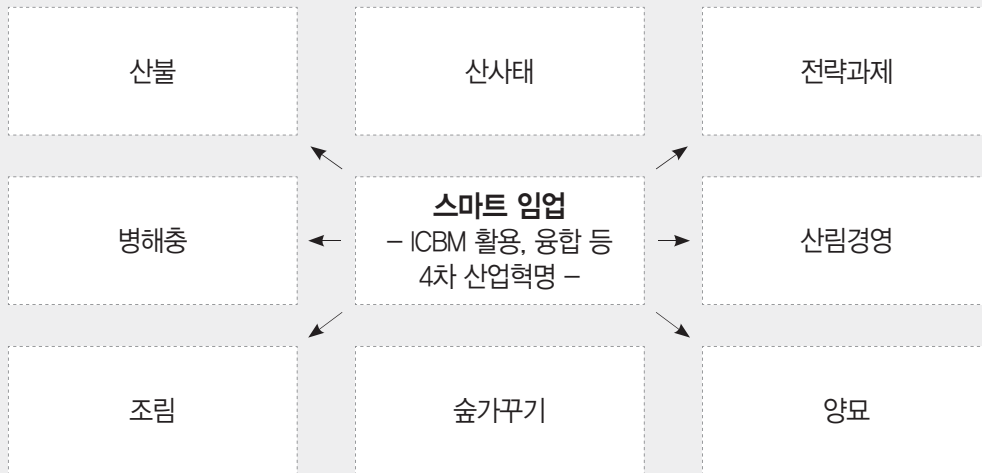 산불
산사태
전략과제
병해충
스마트 임업
– ICBM 활용, 융합 등
4차 산업혁명 –
산림경영
조림
숲가꾸기
양묘